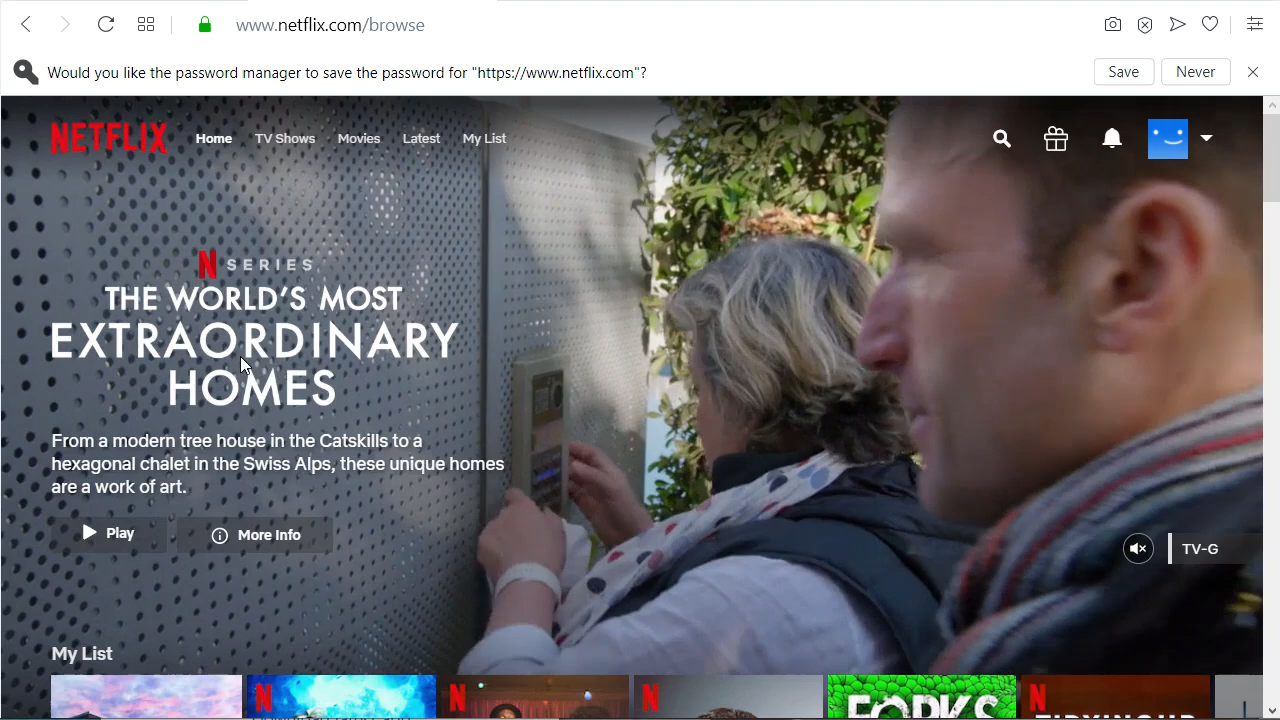 www.netflix.com/browse
Would you like the password manager to save the password for "https://www.netflix.com"?
Save
Never
NETFLIX
Home
TV Shows
Movies
Latest
My List
N SERIES
THE WORLD'S MOST
EXTRAORDINARY
HOMES
From a modern tree house in the Catskills to a
hexagonal chalet in the Swiss Alps, these unique homes
are a work of art.
Play
More Info
TV-G
My List
N
N
N
FORKS
N